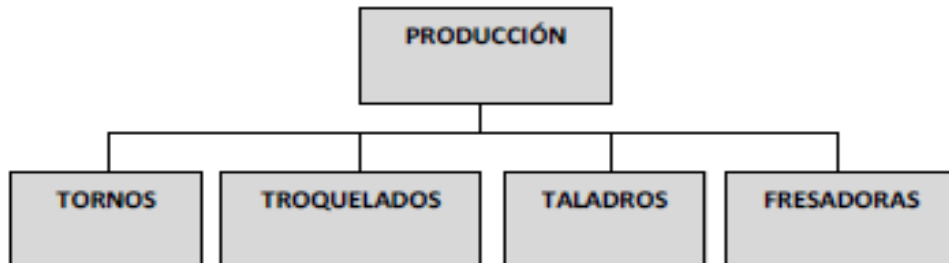 PRODUCCIÓN
TORNOS
TROQUELADOS
TALADROS
FRESADORAS